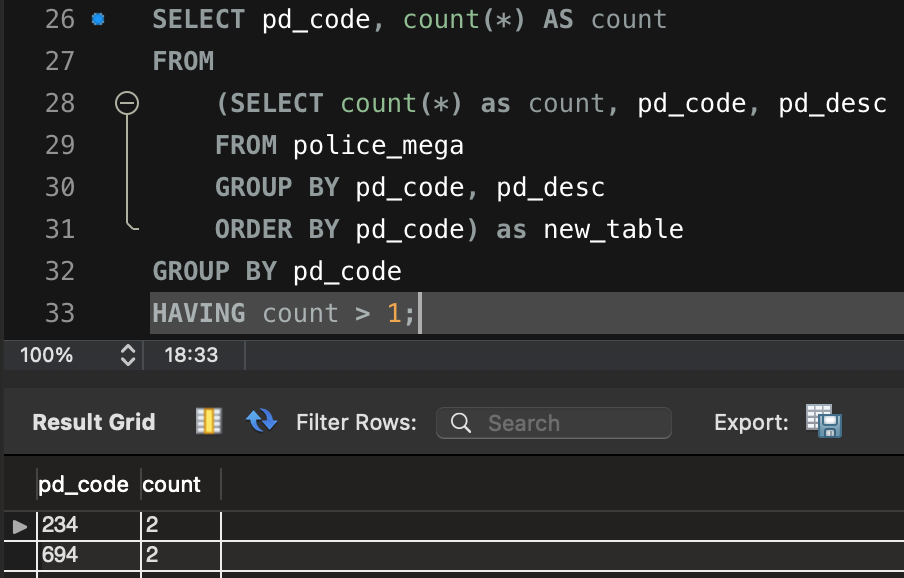 26 SELECT pd_code, count(*) AS count
27 FROM
28 (SELECT count(*) as count, pd_code, pd_desc
29 FROM police_mega
30 GROUP BY pd_code, pd_desc
31 ORDER BY pd_code) as new_table
32 GROUP BY pd_code
33 HAVING count > 1;
100% 18:33
Result Grid Filter Rows: Search Export:
pd_code count
234 2
694 2